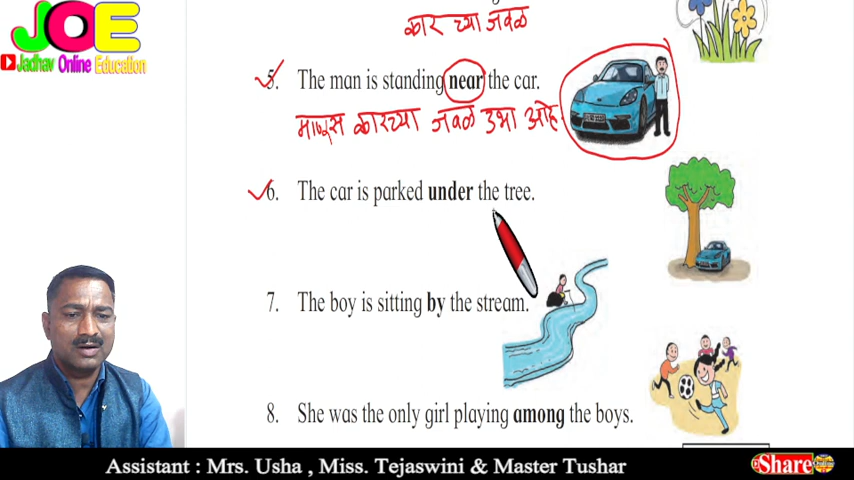 JOE
Jadhav Online Education
कार च्या जवळ
5. The man is standing near the car.
माणूस कारच्या जवळ उभा आहे.
6. The car is parked under the tree.
7. The boy is sitting by the stream.
8. She was the only girl playing among the boys.
Assistant : Mrs. Usha , Miss. Tejaswini & Master Tushar
Share